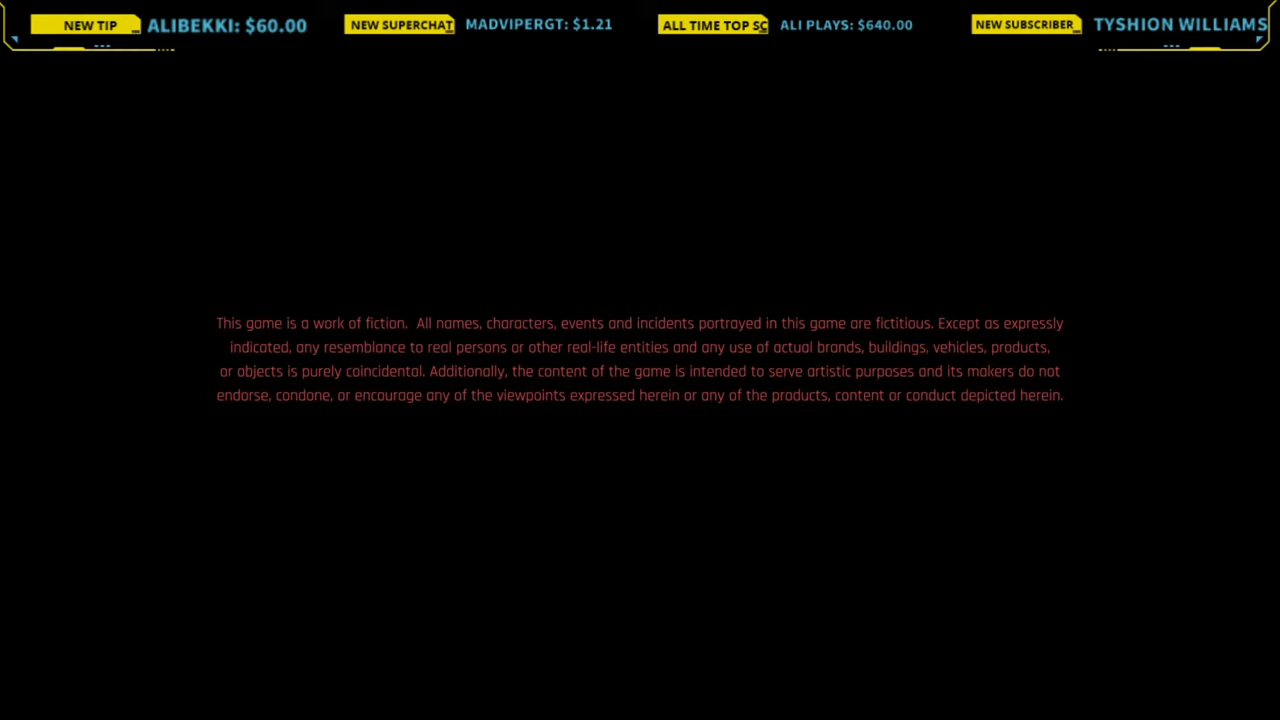 NEW TIP ALIBEKKI: $60.00 NEW SUPERCHAT MADVIPERGT: $1.21 ALL TIME TOP SC ALI PLAYS: $640.00 NEW SUBSCRIBER TYSHION WILLIAMS
This game is a work of fiction. All names, characters, events and incidents portrayed in this game are fictitious. Except as expressly
indicated, any resemblance to real persons or other real-life entities and any use of actual brands, buildings, vehicles, products,
or objects is purely coincidental. Additionally, the content of the game is intended to serve artistic purposes and its makers do not
endorse, condone, or encourage any of the viewpoints expressed herein or any of the products, content or conduct depicted herein.